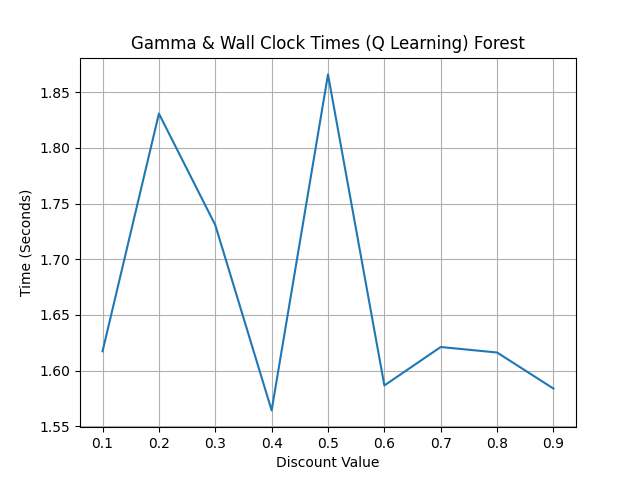 Gamma & Wall Clock Times (Q Learning) Forest
1.85
1.80
1.75
1.70
1.65
1.60
1.55
Time (Seconds)
0.1 0.2 0.3 0.4 0.5 0.6 0.7 0.8 0.9
Discount Value